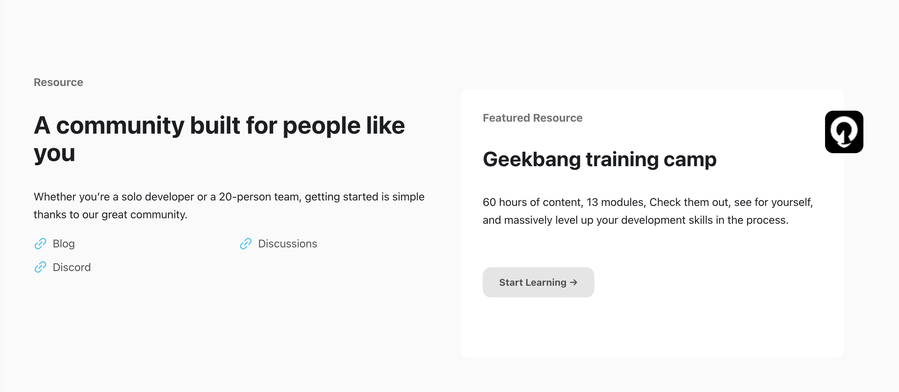 Resource
A community built for people like
you
Whether you're a solo developer or a 20-person team, getting started is simple
thanks to our great community.
Blog
Discussions
Discord
Featured Resource
Geekbang training camp
60 hours of content, 13 modules, Check them out, see for yourself,
and massively level up your development skills in the process.
Start Learning →